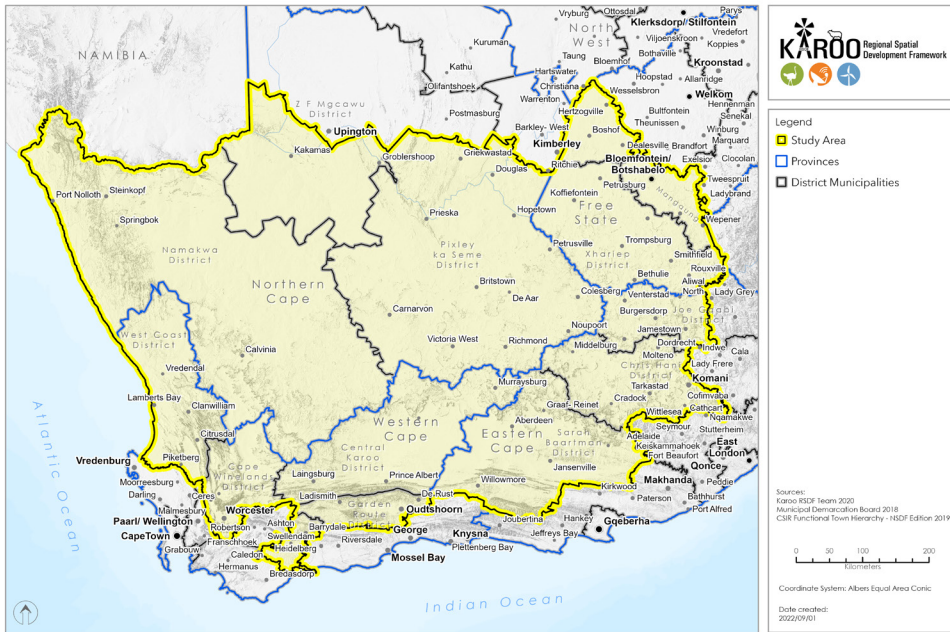 NAMIBIA
Vryburg
Ottosdal
Parys
Klerksdorp//Stilfontein
North
West
Vredefort
Viljoenskroon
Koppies
Kuruman
Taung
Bothaville
Kathu
Bloemhof
Kroonstad
Hartswater
Hoopstad
Allanridge
Olifantshoek
Christiana
Wesselsbron
Welkom
Warrenton
Hennenman
Z F Mgcawu
District
Postmasburg
Hertzogville
Bultfontein
Senekal
Theunissen
Winburg
Upington
Barkley- West
Boshof
Marquard
Kakamas
Kimberley
Dealesville
Brandfort
Griekwastad
Clocolan
Groblershoop
Ritchie
Bloemfontein/
Botshabelo
Exelsior
Douglas
Tweespruit
Port Nolloth
Steinkopf
Petrusburg
Ladybrand
Koffiefontein
Mangaung
Springbok
Prieska
Hopetown
Free
State
Wepener
Namakwa
District
Pixley
ka Seme
District
Petrusville
Trompsburg
Xhariep
District
Smithfield
Rouxville
Northern
Cape
Britstown
Bethulie
Aliwal
North
De Aar
Colesberg
Venterstad
Lady Grey
Carnarvon
Burgersdorp
Joe Gqabi
District
West Coast
District
Noupoort
Jamestown
Victoria West
Richmond
Middelburg
Dordrecht
Indwe
Calvinia
Molteno
Cala
Vredendal
Chris Hani
District
Lady Frere
Murraysburg
Komani
Tarkastad
Lamberts Bay
Clanwilliam
Graaf- Reinet
Cradock
Cofimvaba
Aberdeen
Wittlesea
Cathcart
Nqamakwe
Western
Cape
Citrusdal
Eastern
Cape
Seymour
Stutterheim
Sarah
Baartman
District
Adelaide
Keiskammahoek
East
London
Central
Karoo
District
Piketberg
Fort Beaufort
Vredenburg
Cape
Winelands
District
Laingsburg
Prince Albert
Jansenville
Qonce
Willowmore
Moorreesburg
Makhanda
Peddie
Darling
Ceres
Ladismith
De Rust
Kirkwood
Bathurst
Malmesbury
Worcester
Garden
Route
District
Oudtshoorn
Paterson
Port Alfred
Paarl/ Wellington
Robertson
Ashton
Barrydale
Joubertina
Hankey
Gqeberha
CapeTown
Swellendam
Riversdale
George
Knysna
Jeffreys Bay
Franschhoek
Heidelberg
Plettenberg Bay
Grabouw
Caledon
Mossel Bay
Hermanus
Bredasdorp
Atlantic Ocean
Indian Ocean
KAROO
Regional Spatial
Development Framework
Legend
Study Area
Provinces
District Municipalities
Sources:
Karoo RSDF Team 2020
Municipal Demarcation Board 2018
CSIR Functional Town Hierarchy - NSDF Edition 2019
0 50 100 200
Kilometers
Coordinate System: Albers Equal Area Conic
Date created:
2022/09/01